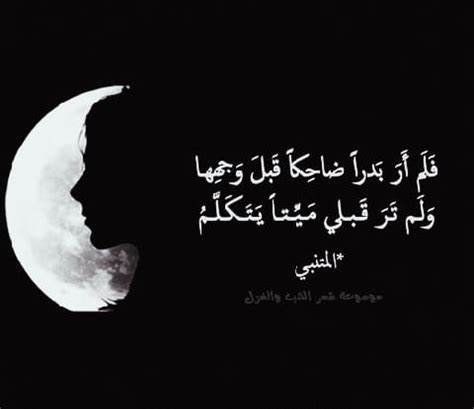 فَلَم أَرَ بَدراً ضاحِكاً قَبلَ وَجهِها
وَلَم تَرَ قَبلي مَيِّتاً يَتَكَلَّمُ
*المتنبي
موسوعة شعر الحب والغزل